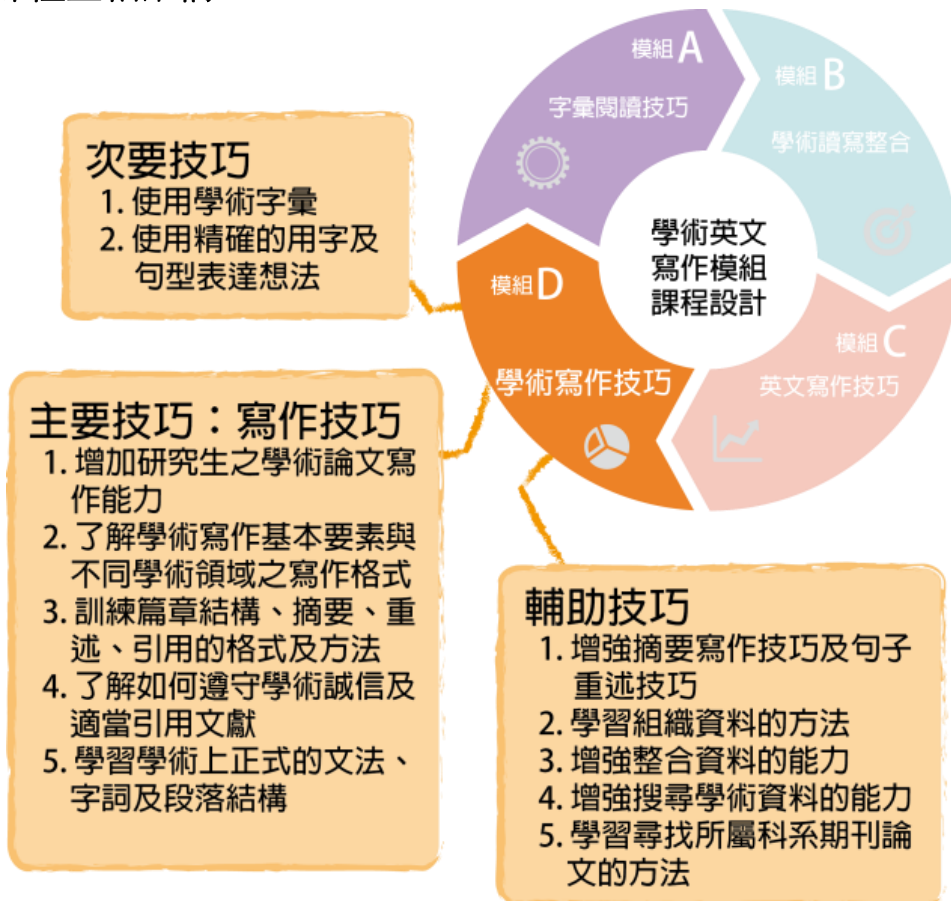 模組A
字彙閱讀技巧
模組B
學術讀寫整合
學術英文
寫作模組
課程設計
模組C
英文寫作技巧
模組D
學術寫作技巧
次要技巧
1. 使用學術字彙
2. 使用精確的用字及
句型表達想法
主要技巧：寫作技巧
1. 增加研究生之學術論文寫
作能力
2. 了解學術寫作基本要素與
不同學術領域之寫作格式
3. 訓練篇章結構、摘要、重
述、引用的格式及方法
4. 了解如何遵守學術誠信及
適當引用文獻
5. 學習學術上正式的文法、
字詞及段落結構
輔助技巧
1. 增強摘要寫作技巧及句子
重述技巧
2. 學習組織資料的方法
3. 增強整合資料的能力
4. 增強搜尋學術資料的能力
5. 學習尋找所屬科系期刊論
文的方法